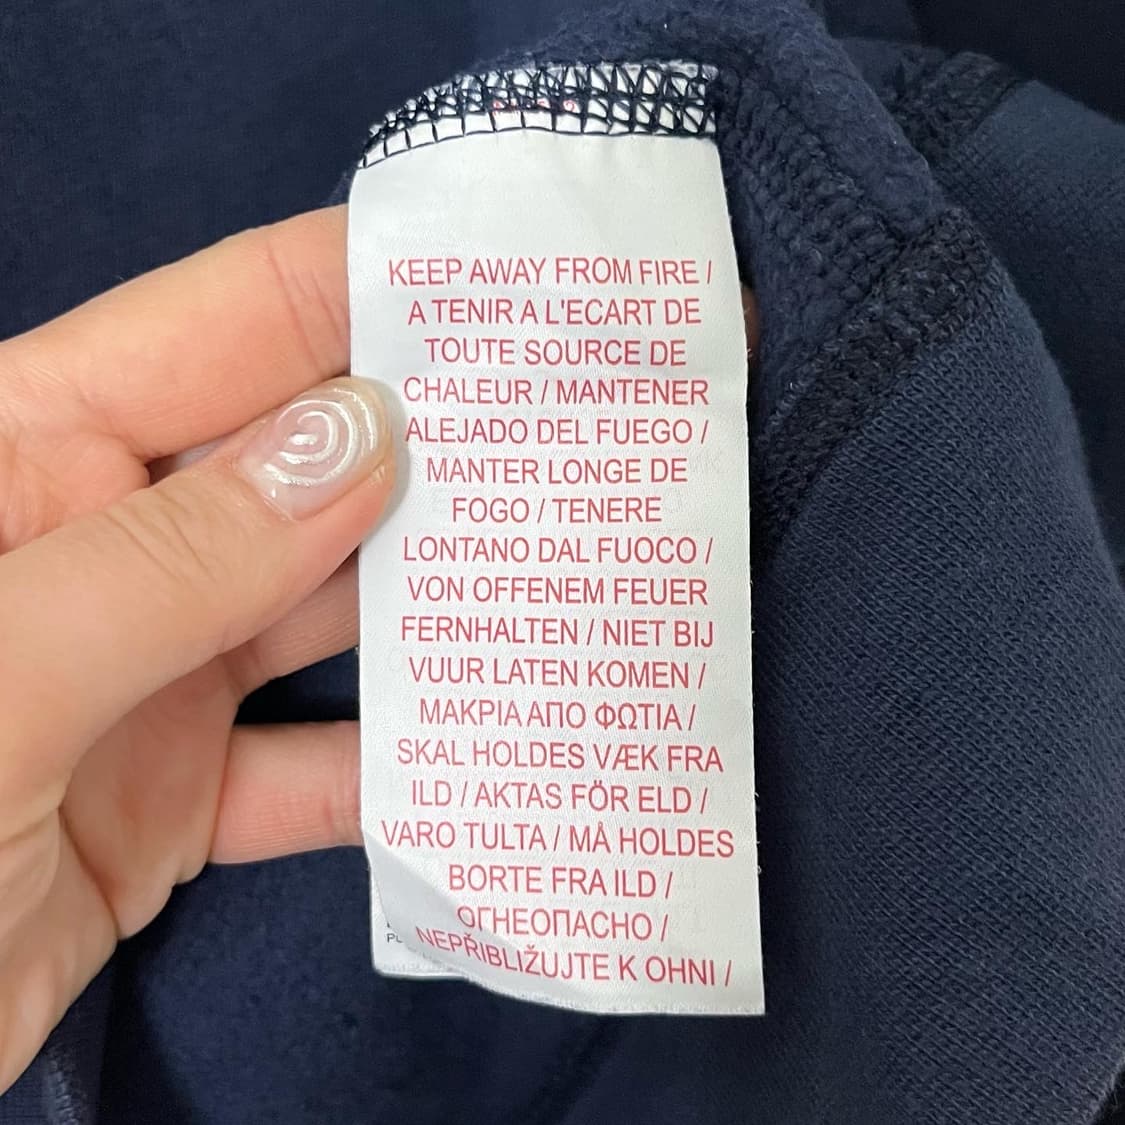 KEEP AWAY FROM FIRE /
A TENIR A L'ECART DE
TOUTE SOURCE DE
CHALEUR / MANTENER
ALEJADO DEL FUEGO /
MANTER LONGE DE
FOGO / TENERE
LONTANO DAL FUOCO /
VON OFFENEM FEUER
FERNHALTEN / NIET BIJ
VUUR LATEN KOMEN /
ΜΑΚΡΙΑ ΑΠΟ ΦΩΤΙΑ /
SKAL HOLDES VÆK FRA
ILD / AKTAS FÖR ELD /
VARO TULTA / MÅ HOLDES
BORTE FRA ILD /
ОГНЕОПАСНО /
NEPŘIBLIŽUJTE K OHNI /